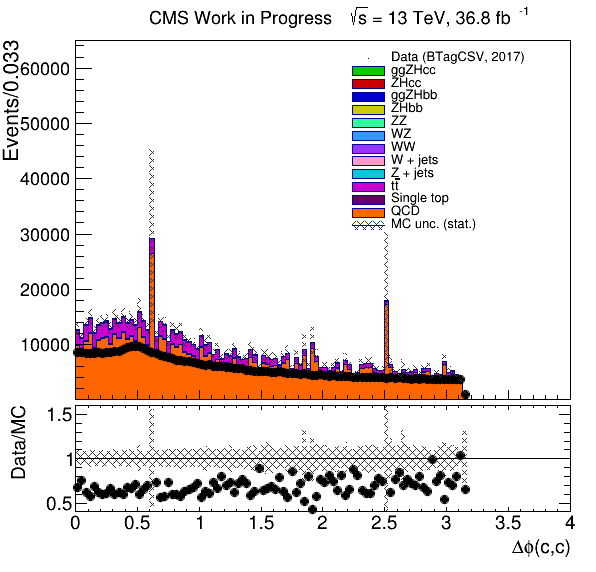 CMS Work in Progress √s = 13 TeV, 36.8 fb -1
Events/0.033
60000
50000
40000
30000
20000
10000
Data (BTagCSV, 2017)
ggZHcc
ZHcc
ggZHbb
ZHbb
ZZ
WZ
WW
W + jets
Z + jets
tt̅
Single top
QCD
MC unc. (stat.)
Data/MC
1.5
1
0.5
0 0.5 1 1.5 2 2.5 3 3.5 4
Δϕ(c,c)